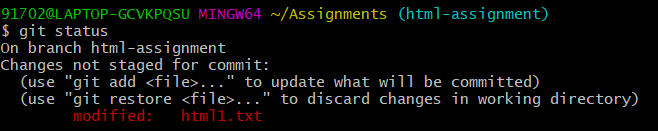 91702@LAPTOP-GCVKPQSU MINGW64 ~/Assignments (html-assignment)
$ git status
On branch html-assignment
Changes not staged for commit:
  (use "git add <file>..." to update what will be committed)
  (use "git restore <file>..." to discard changes in working directory)
        modified:   html1.txt